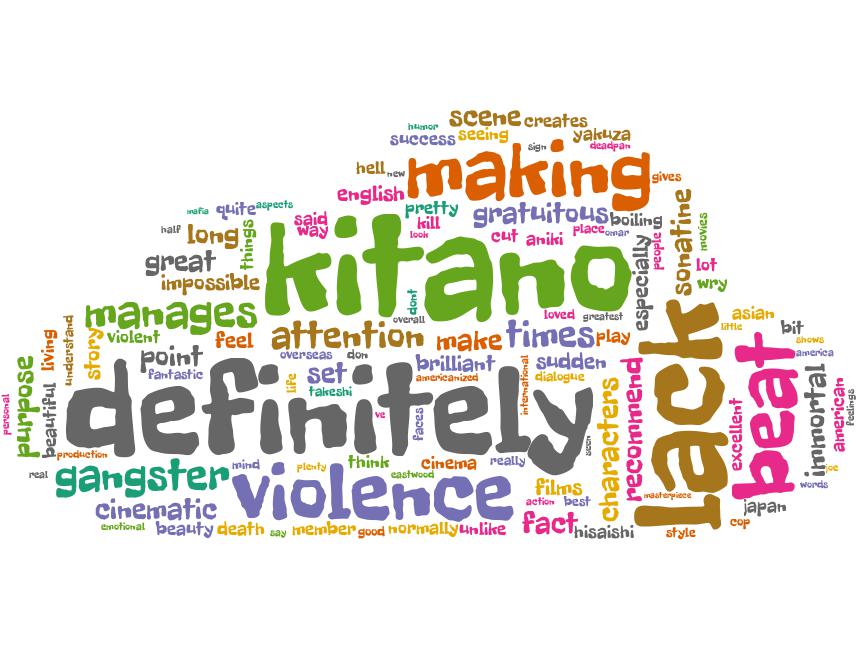 scene creates
humor
success seeing yakuza
sign deadpan
hell new making gives
english
mafia quite aspects
pretty gratuitous boiling
said way kill
look cut aniki place omar
half long things
kitano
especially people sonatine movies
great
impossible
lot
wry
dont
manages overall loved greatest
violent feel attention make times play
asian
little
bit
living understand story
point overseas don brilliant sudden
shows
america
fantastic set americanized international dialogue
life takeshi
purpose beautiful
definitely
ve faces seen
characters recommend lack beat
excellent immortal american feelings
personal
production
real gangster mind plenty think eastwood cinema really
violence films
action best
masterpiece
joe
words
cinematic
japan
cop
emotional beauty death say member good normally unlike fact hisaishi style